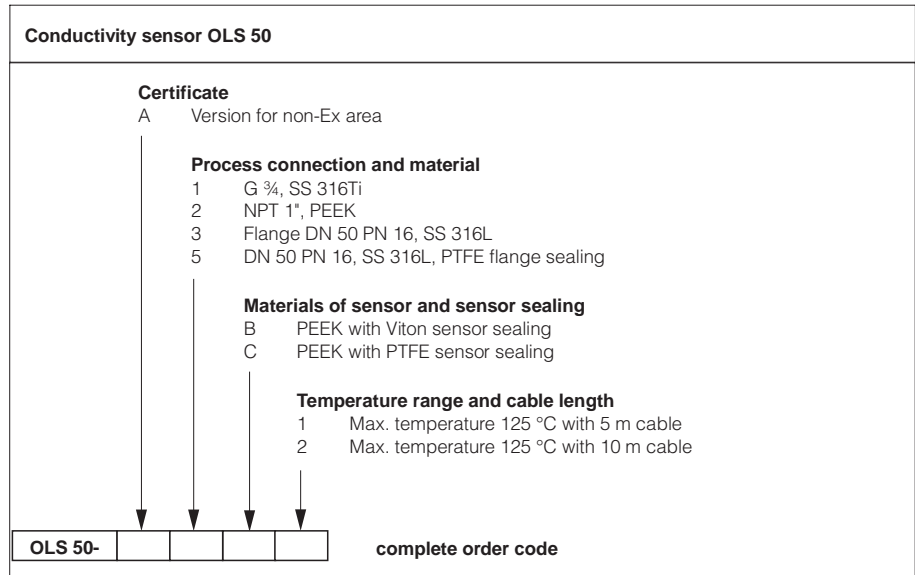 Conductivity sensor OLS 50
Certificate
A Version for non-Ex area
Process connection and material
1 G ¾, SS 316Ti
2 NPT 1", PEEK
3 Flange DN 50 PN 16, SS 316L
5 DN 50 PN 16, SS 316L, PTFE flange sealing
Materials of sensor and sensor sealing
B PEEK with Viton sensor sealing
C PEEK with PTFE sensor sealing
Temperature range and cable length
1 Max. temperature 125 °C with 5 m cable
2 Max. temperature 125 °C with 10 m cable
OLS 50- complete order code